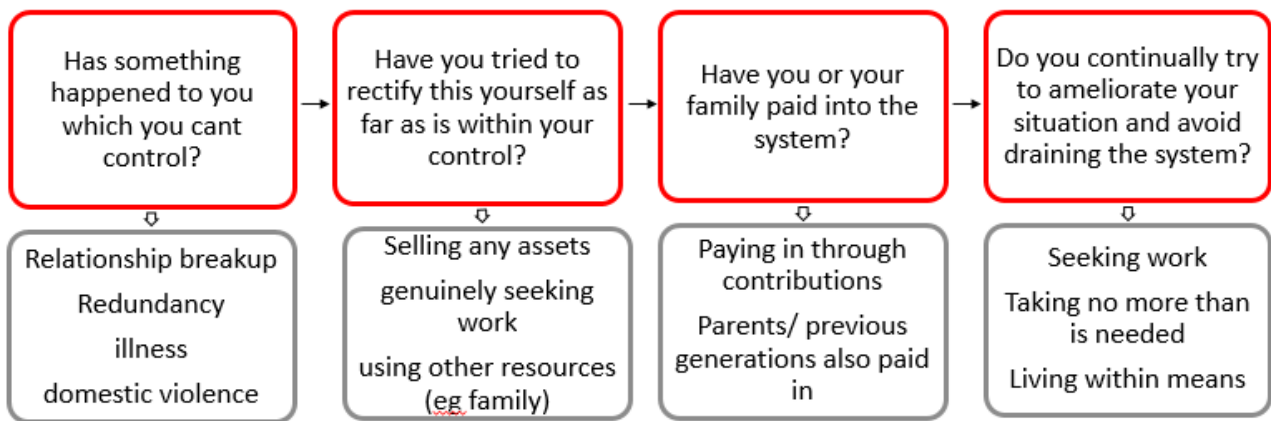 Has something
happened to you
which you cant
control?
Have you tried to
rectify this yourself as
far as is within your
control?
Have you or your
family paid into the
system?
Do you continually try
to ameliorate your
situation and avoid
draining the system?
Relationship breakup
Redundancy
illness
domestic violence
Selling any assets
genuinely seeking
work
using other resources
(eg family)
Paying in through
contributions
Parents/ previous
generations also paid
in
Seeking work
Taking no more than
is needed
Living within means